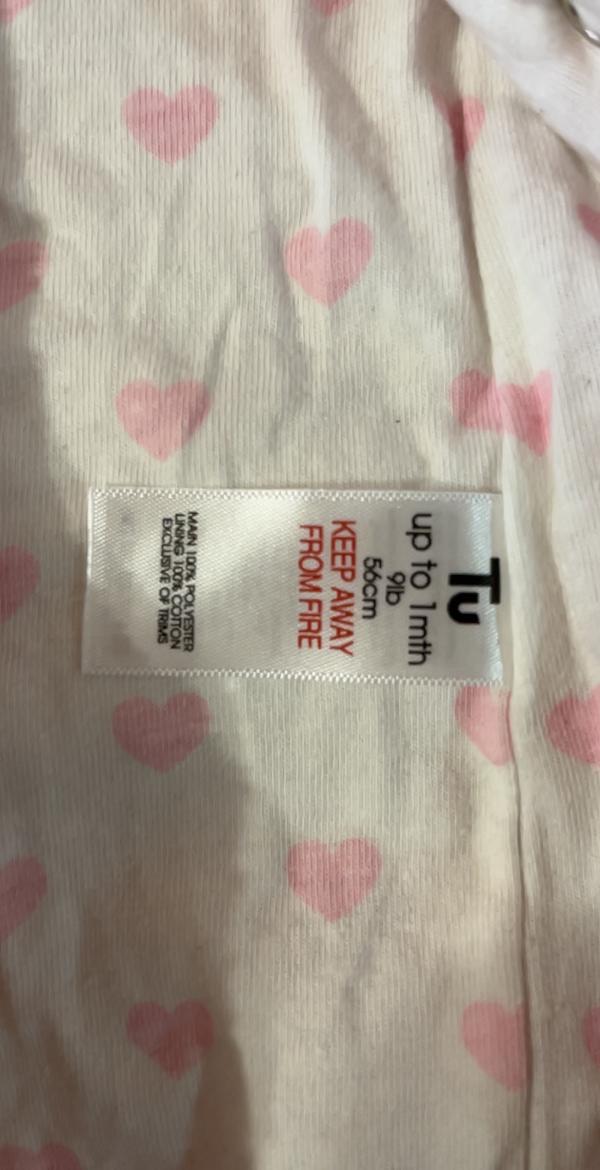 Tu
up to 1mth
9lb
56cm
KEEP AWAY
FROM FIRE
MAIN 100% POLYESTER
LINING 100% COTTON
EXCLUSIVE OF TRIMS